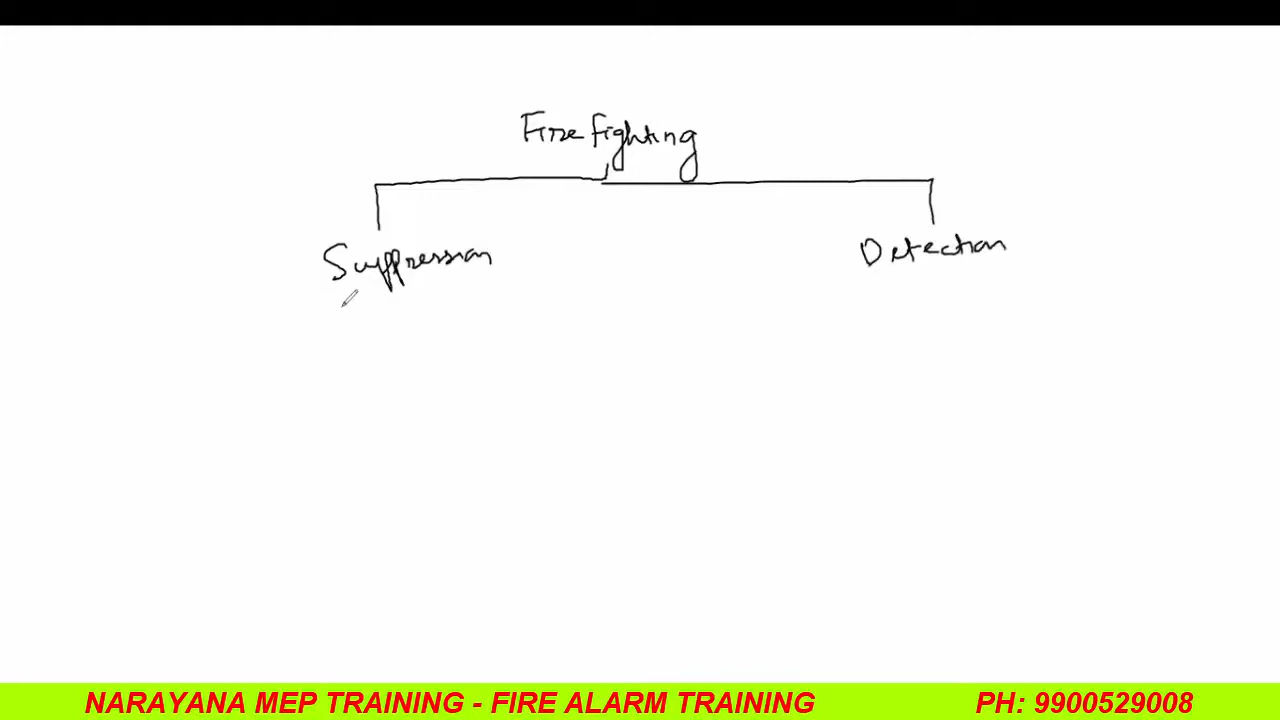 Fire fighting
Suppression
Detection
NARAYANA MEP TRAINING - FIRE ALARM TRAINING
PH: 9900529008